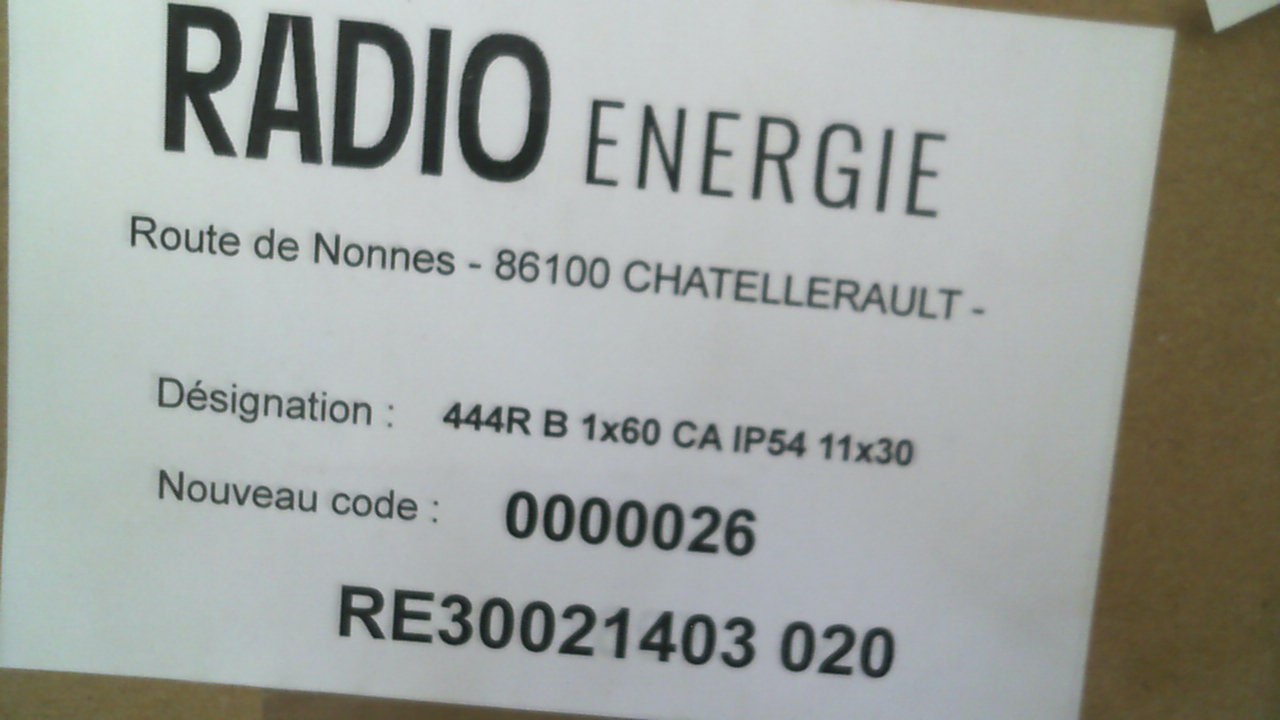 RADIO ENERGIE
Route de Nonnes - 86100 CHATELLERAULT -
Désignation : 444R B 1x60 CA IP54 11x30
Nouveau code : 0000026
RE30021403 020